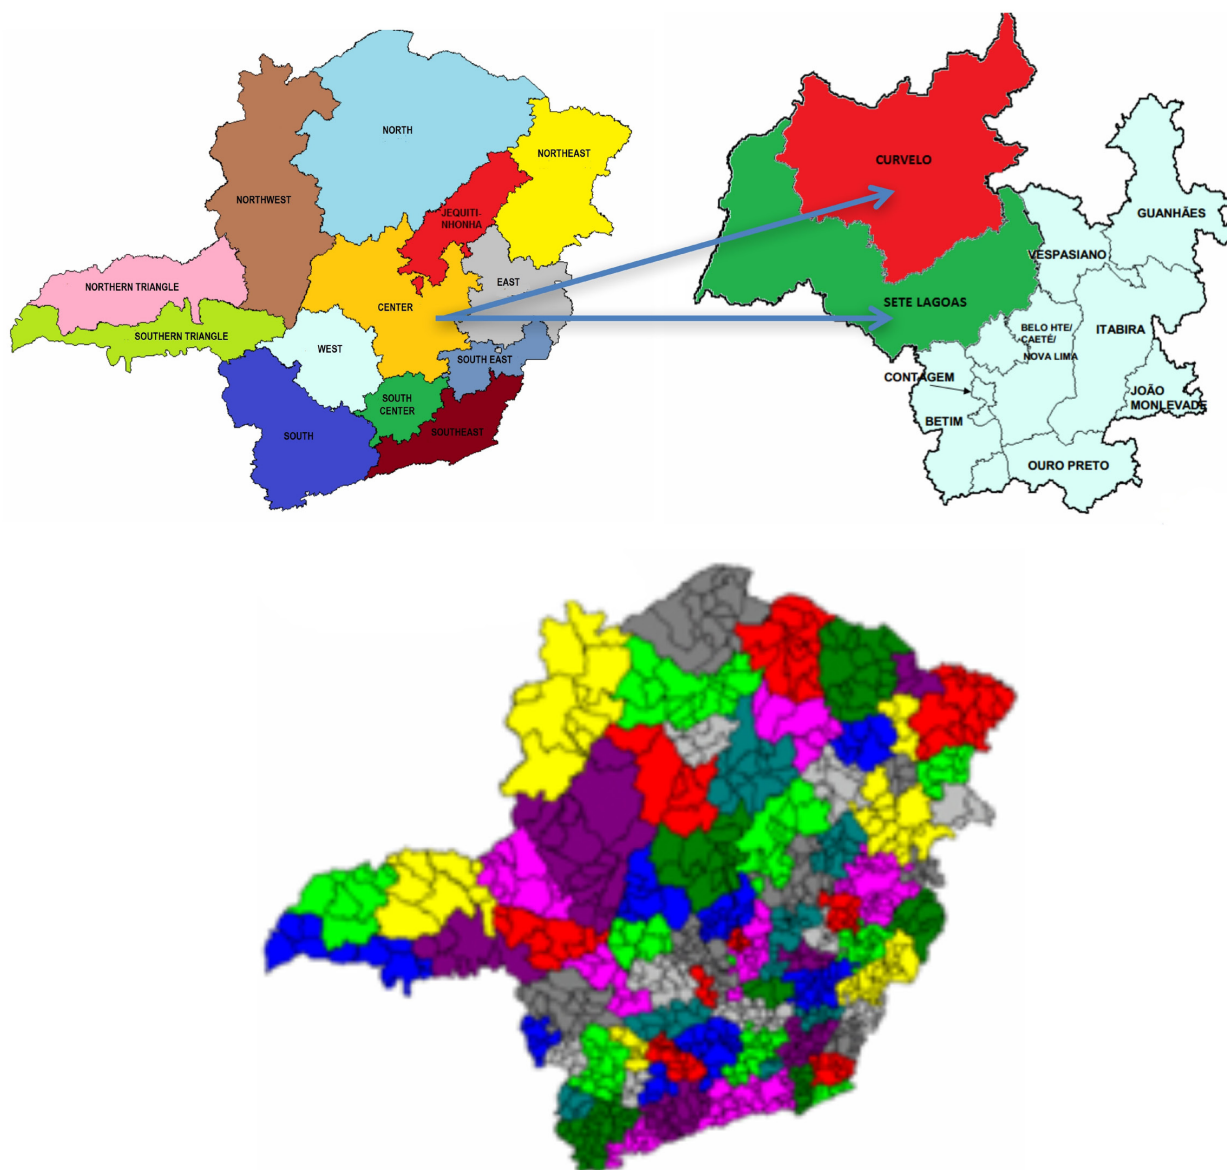 NORTH
NORTHEAST
NORTHWEST
JEQUITI-
NHONHA
EAST
NORTHERN TRIANGLE
CENTER
SOUTHERN TRIANGLE
WEST
SOUTH EAST
SOUTH
CENTER
SOUTH
SOUTHEAST
CURVELO
GUANHÃES
VESPASIANO
SETE LAGOAS
BELO HTE/
CAETÉ/
NOVA LIMA
ITABIRA
CONTAGEM
JOÃO
MONLEVADE
BETIM
OURO PRETO